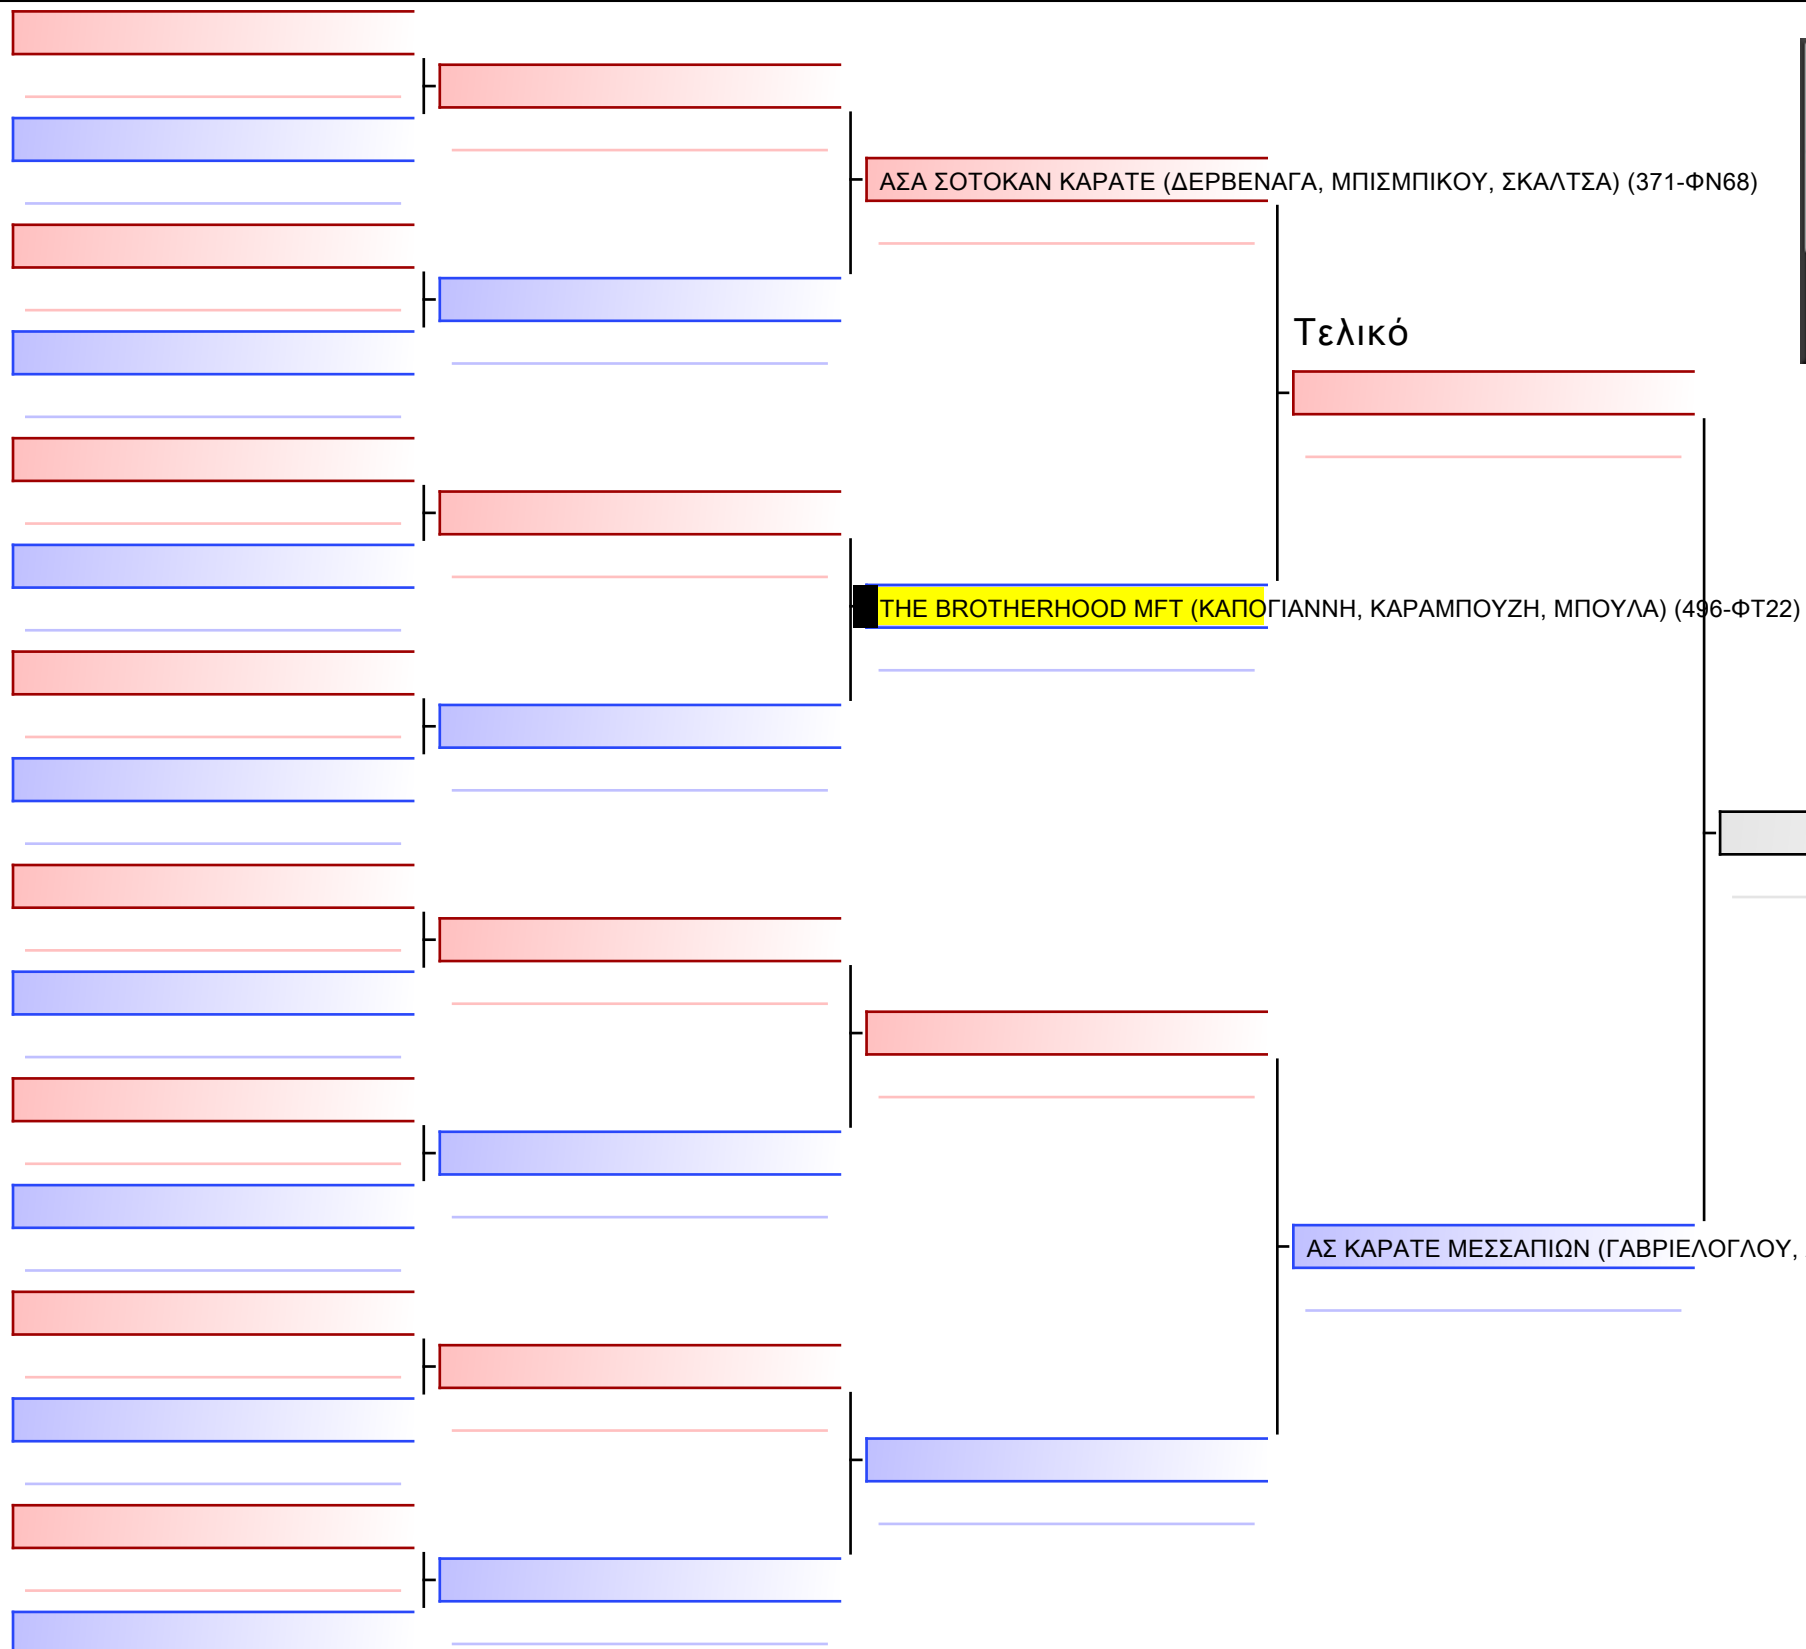 ΑΣΑ ΣΟΤΟΚΑΝ ΚΑΡΑΤΕ (ΔΕΡΒΕΝΑΓΑ, ΜΠΙΣΜΠΙΚΟΥ, ΣΚΑΛΤΣΑ) (371-ΦΝ68)
Τελικό
THE BROTHERHOOD MFT (ΚΑΠΟΓΙΑΝΝΗ, ΚΑΡΑΜΠΟΥΖΗ, ΜΠΟΥΛΑ) (496-ΦΤ22)
ΑΣ ΚΑΡΑΤΕ ΜΕΣΣΑΠΙΩΝ (ΓΑΒΡΙΕΛΟΓΛΟΥ,